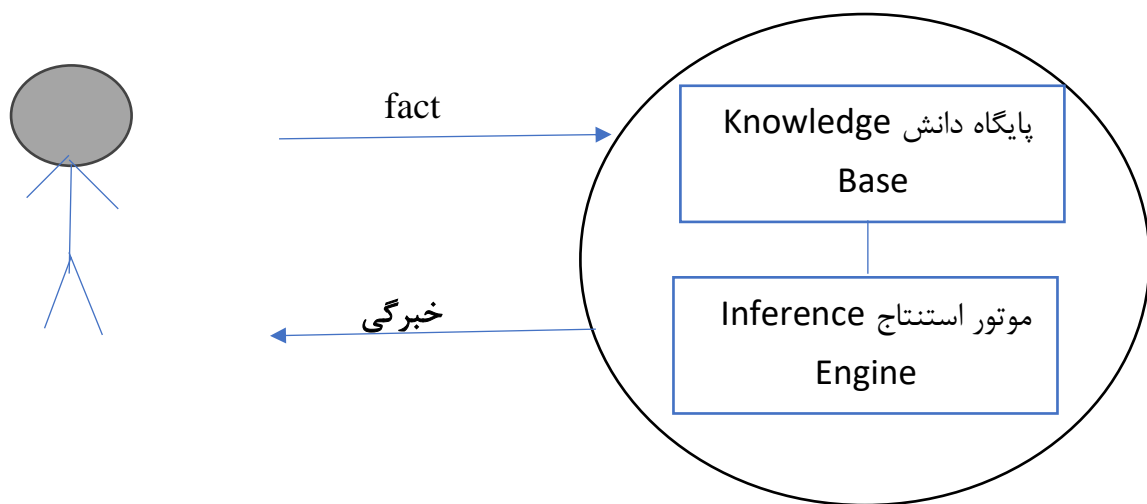 fact
پایگاه دانش Knowledge
Base
خبرگی
موتور استنتاج Inference
Engine